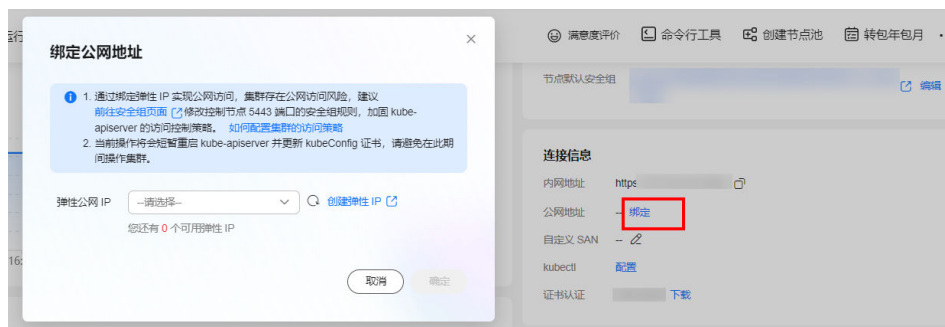 运行
满意度评价 命令行工具 创建节点池 转包年包月
绑定公网地址
节点默认安全组
编辑
1. 通过绑定弹性 IP 实现公网访问，集群存在公网访问风险，建议
前往安全组页面 修改控制节点 5443 端口的安全组规则，加固 kube-
apiserver 的访问控制策略。 如何配置集群的访问策略
2. 当前操作将会短暂重启 kube-apiserver 并更新 kubeConfig 证书，请避免在此期
间操作集群。
弹性公网 IP --请选择-- 创建弹性 IP
您还有 0 个可用弹性 IP
取消 确定
16:
连接信息
内网地址 https
公网地址 -- 绑定
自定义 SAN --
kubectl 配置
证书认证 下载